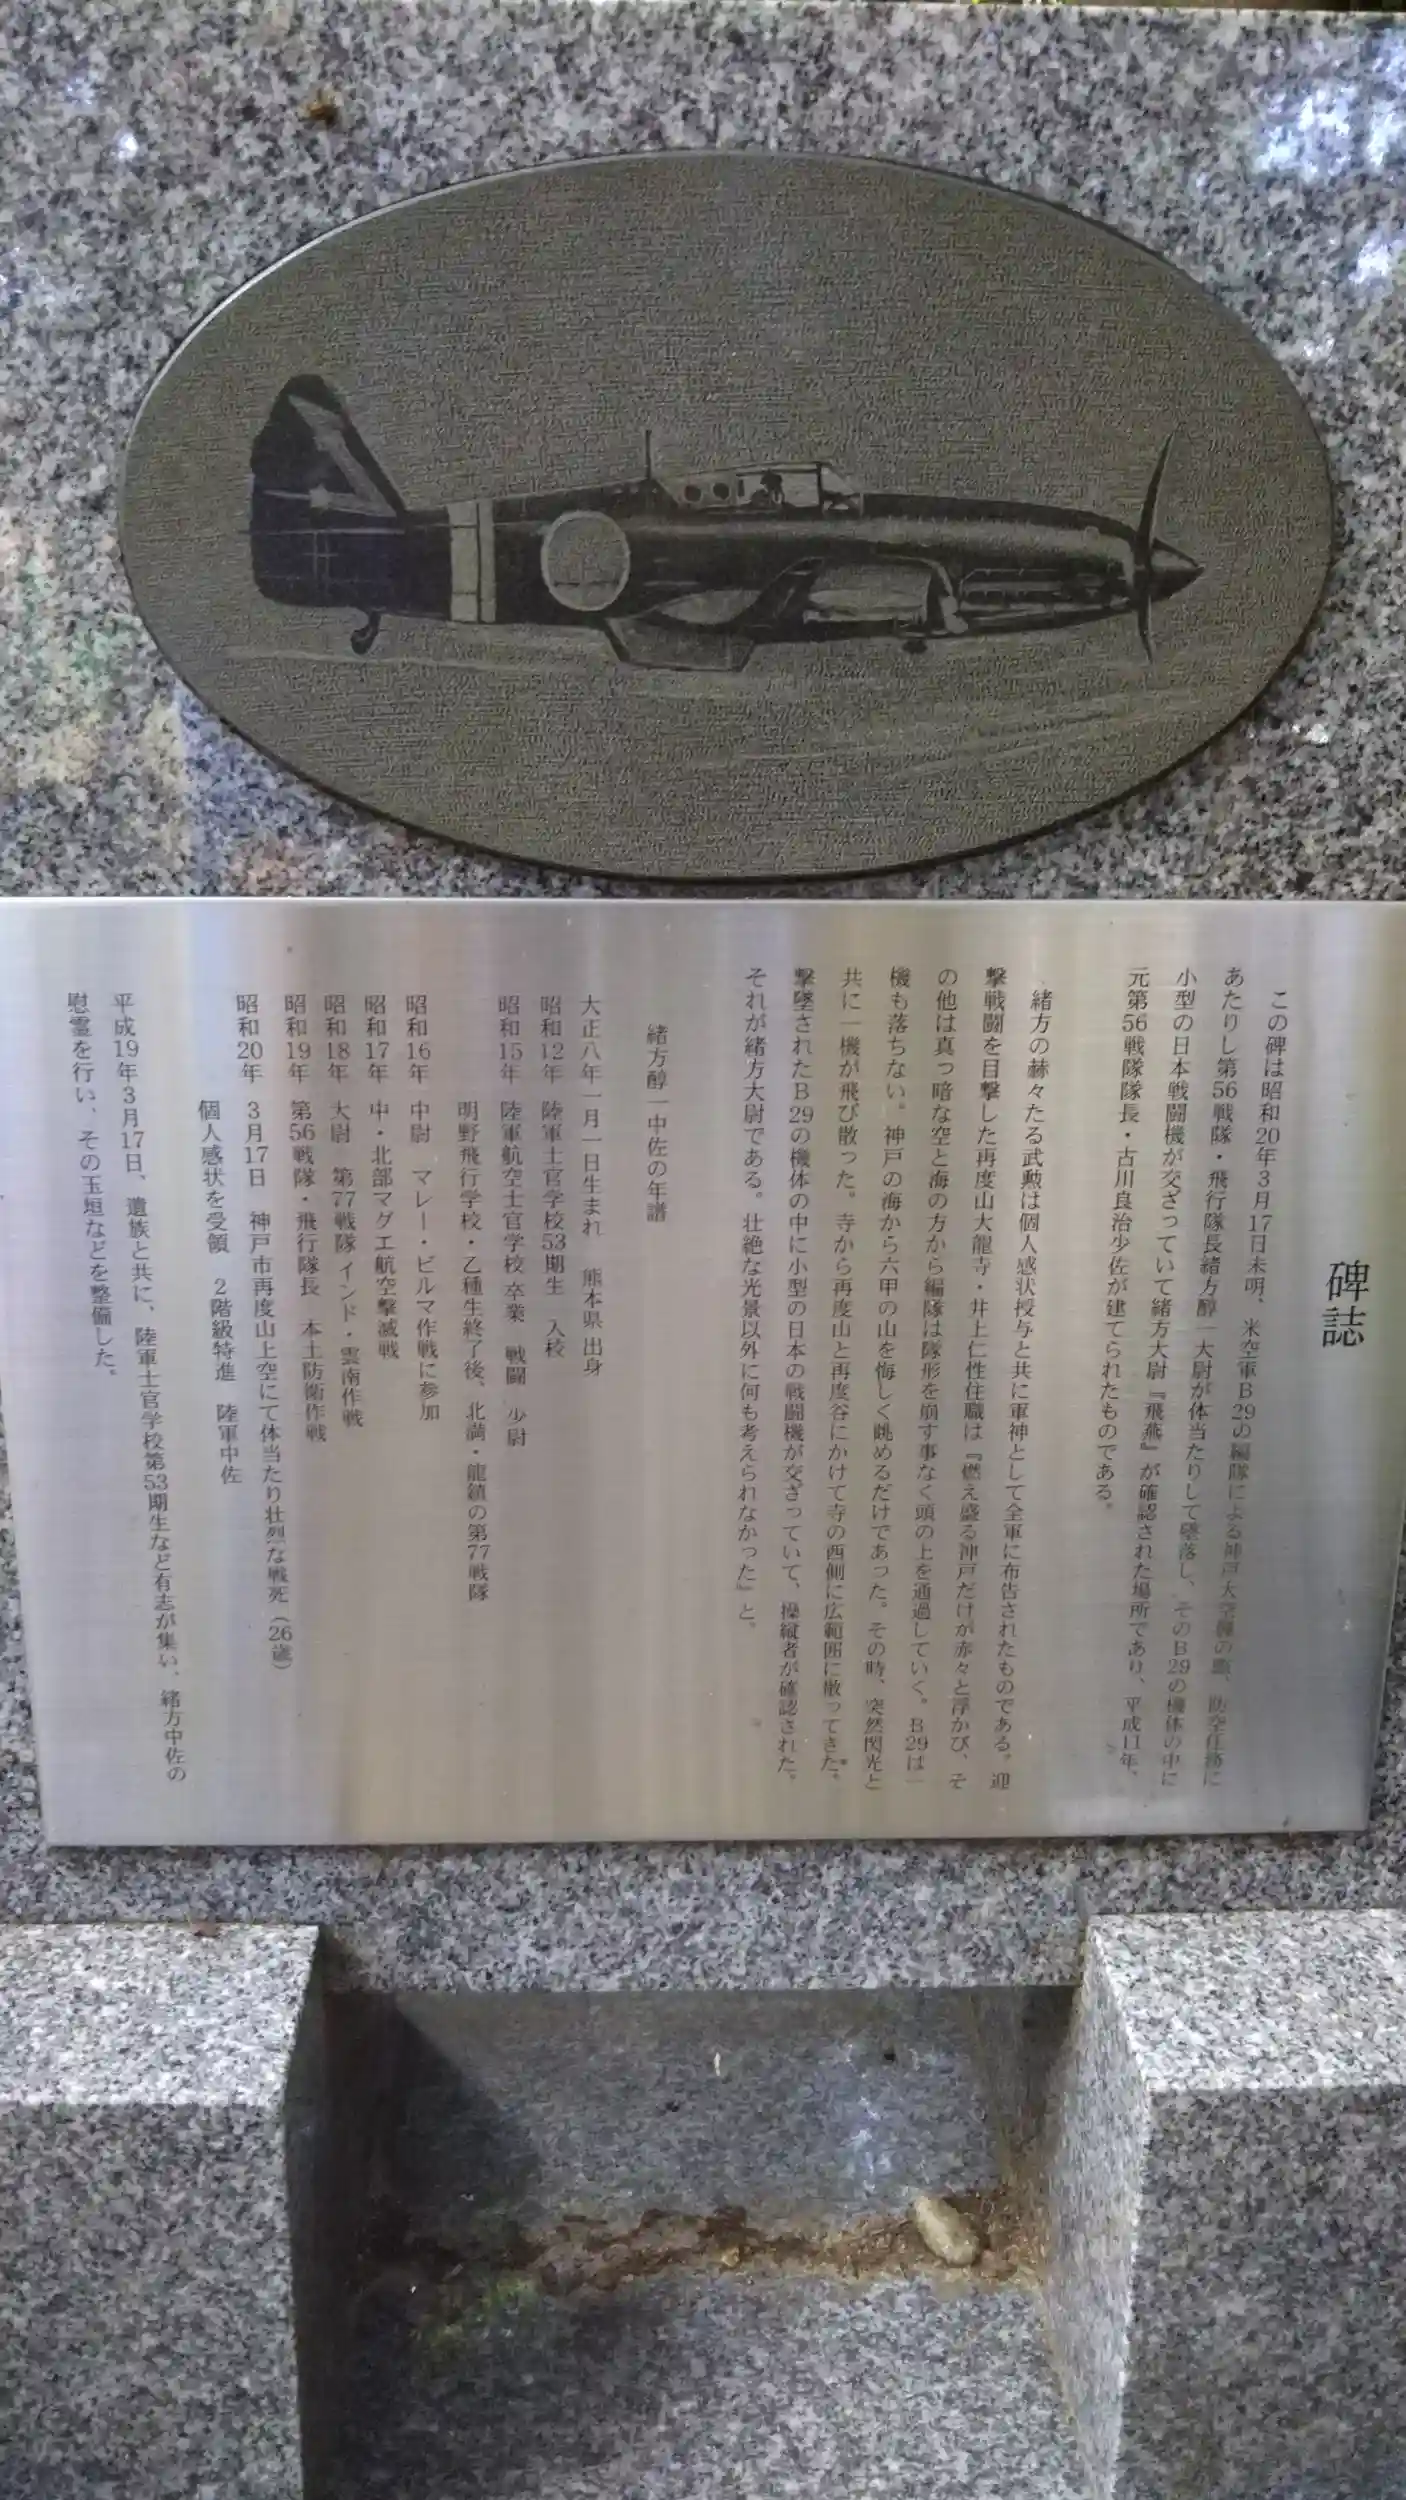 碑誌
この碑は昭和20年3月17日未明、米空軍B29の編隊による神戸大空襲の際、防空任務に
あたりし第56戦隊・飛行隊長緒方醇一大尉が体当たりして墜落し、そのB29の機体の中に
小型の日本戦闘機が交ざっていて緒方大尉『飛燕』が確認された場所であり、平成11年、
元第56戦隊隊長・古川良治少佐が建てられたものである。
緒方の赫々たる武勲は個人感状授与と共に軍神として全軍に布告されたものである。迎
撃戦闘を目撃した再度山大龍寺・井上仁性住職は『燃え盛る神戸だけが赤々と浮かび、そ
の他は真っ暗な空と海の方から編隊は隊形を崩す事なく頭の上を通過していく。B29は一
機も落ちない。神戸の海から六甲の山を悔しく眺めるだけであった。その時、突然閃光と
共に一機が飛び散った。寺から再度山と再度谷にかけて寺の西側に広範囲に散ってきた。
撃墜されたB29の機体の中に小型の日本の戦闘機が交ざっていて、操縦者が確認された。
それが緒方大尉である。壮絶な光景以外に何も考えられなかった』と。
緒方醇一中佐の年譜
大正八年一月一日生まれ 熊本県出身
昭和12年 陸軍士官学校53期生 入校
昭和15年 陸軍航空士官学校 卒業 戦闘 少尉
明野飛行学校・乙種生終了後、北満・龍鎮の第77戦隊
昭和16年 中尉 マレー・ビルマ作戦に参加
昭和17年 中・北部マグエ航空撃滅戦
昭和18年 大尉 第77戦隊 インド・雲南作戦
昭和19年 第56戦隊・飛行隊長 本土防衛作戦
昭和20年 3月17日 神戸市再度山上空にて体当たり壮烈な戦死（26歳）
個人感状を受領 2階級特進 陸軍中佐
平成19年3月17日、遺族と共に、陸軍士官学校第53期生など有志が集い、緒方中佐の
慰霊を行い、その玉垣などを整備した。